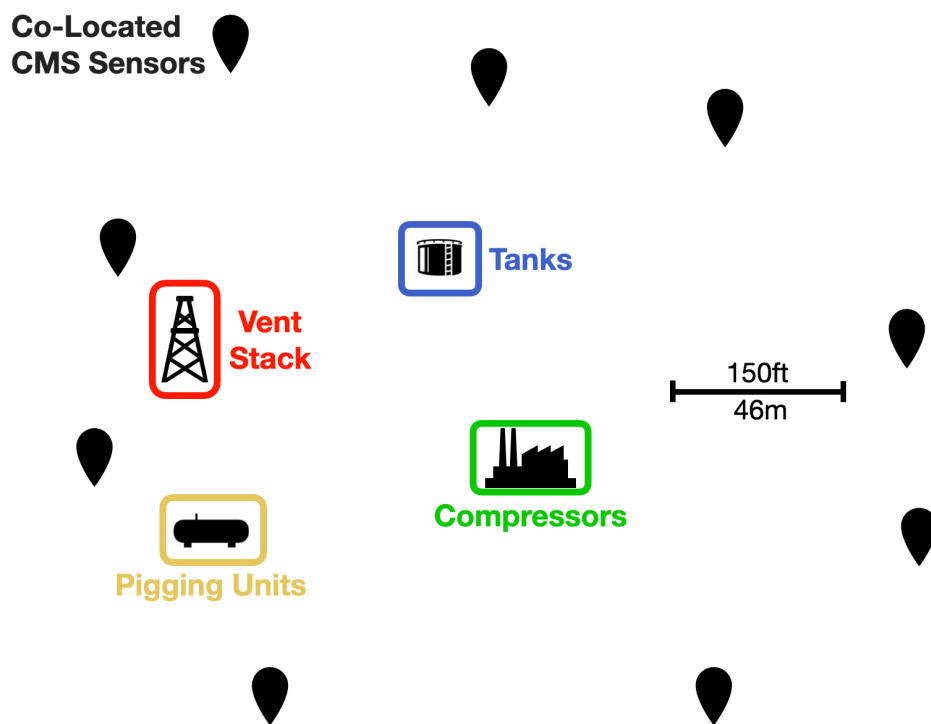 Co-Located
CMS Sensors
Tanks
Vent
Stack
150ft
46m
Compressors
Pigging Units